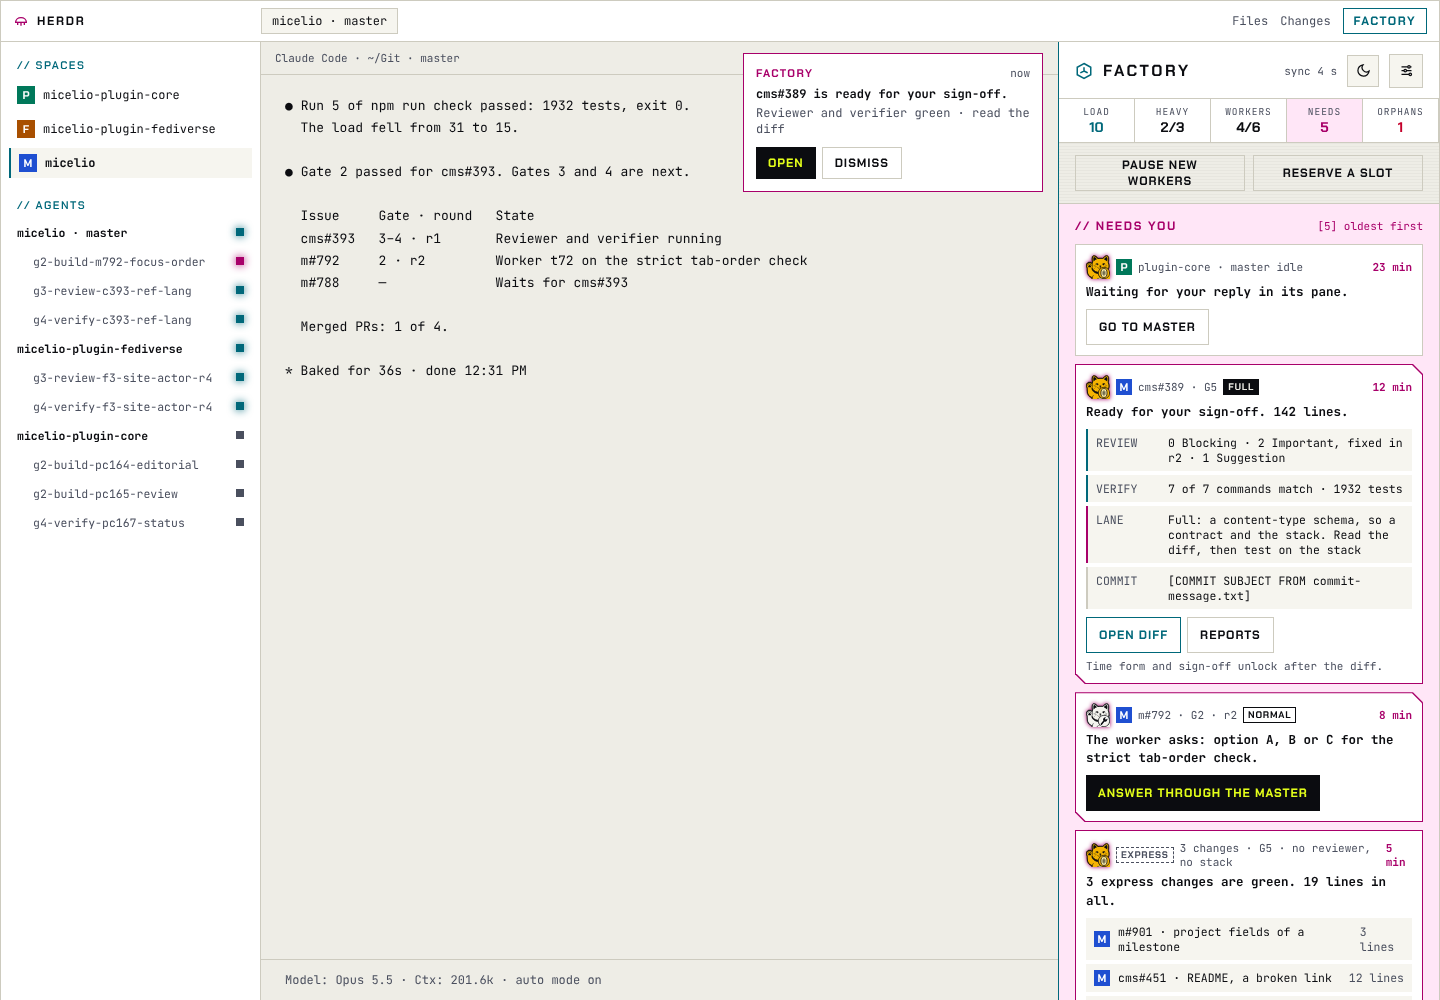 HERDR
micelio · master
Files Changes FACTORY
// SPACES
P micelio-plugin-core
F micelio-plugin-fediverse
M micelio
// AGENTS
micelio · master
g2-build-m792-focus-order
g3-review-c393-ref-lang
g4-verify-c393-ref-lang
micelio-plugin-fediverse
g3-review-f3-site-actor-r4
g4-verify-f3-site-actor-r4
micelio-plugin-core
g2-build-pc164-editorial
g2-build-pc165-review
g4-verify-pc167-status
Claude Code · ~/Git · master
● Run 5 of npm run check passed: 1932 tests, exit 0.
The load fell from 31 to 15.
● Gate 2 passed for cms#393. Gates 3 and 4 are next.
Issue Gate · round State
cms#393 3–4 · r1 Reviewer and verifier running
m#792 2 · r2 Worker t72 on the strict tab-order check
m#788 — Waits for cms#393
Merged PRs: 1 of 4.
* Baked for 36s · done 12:31 PM
Model: Opus 5.5 · Ctx: 201.6k · auto mode on
FACTORY now
cms#389 is ready for your sign-off.
Reviewer and verifier green · read the
diff
OPEN DISMISS
FACTORY sync 4 s
LOAD HEAVY WORKERS NEEDS ORPHANS
10 2/3 4/6 5 1
PAUSE NEW
WORKERS
RESERVE A SLOT
// NEEDS YOU [5] oldest first
P plugin-core · master idle 23 min
Waiting for your reply in its pane.
GO TO MASTER
M cms#389 · G5 FULL 12 min
Ready for your sign-off. 142 lines.
REVIEW 0 Blocking · 2 Important, fixed in
r2 · 1 Suggestion
VERIFY 7 of 7 commands match · 1932 tests
LANE Full: a content-type schema, so a
contract and the stack. Read the
diff, then test on the stack
COMMIT [COMMIT SUBJECT FROM commit-
message.txt]
OPEN DIFF REPORTS
Time form and sign-off unlock after the diff.
M m#792 · G2 · r2 NORMAL 8 min
The worker asks: option A, B or C for the
strict tab-order check.
ANSWER THROUGH THE MASTER
EXPRESS 3 changes · G5 · no reviewer, 5
no stack min
3 express changes are green. 19 lines in
all.
M m#901 · project fields of a 3
milestone lines
M cms#451 · README, a broken link 12 lines